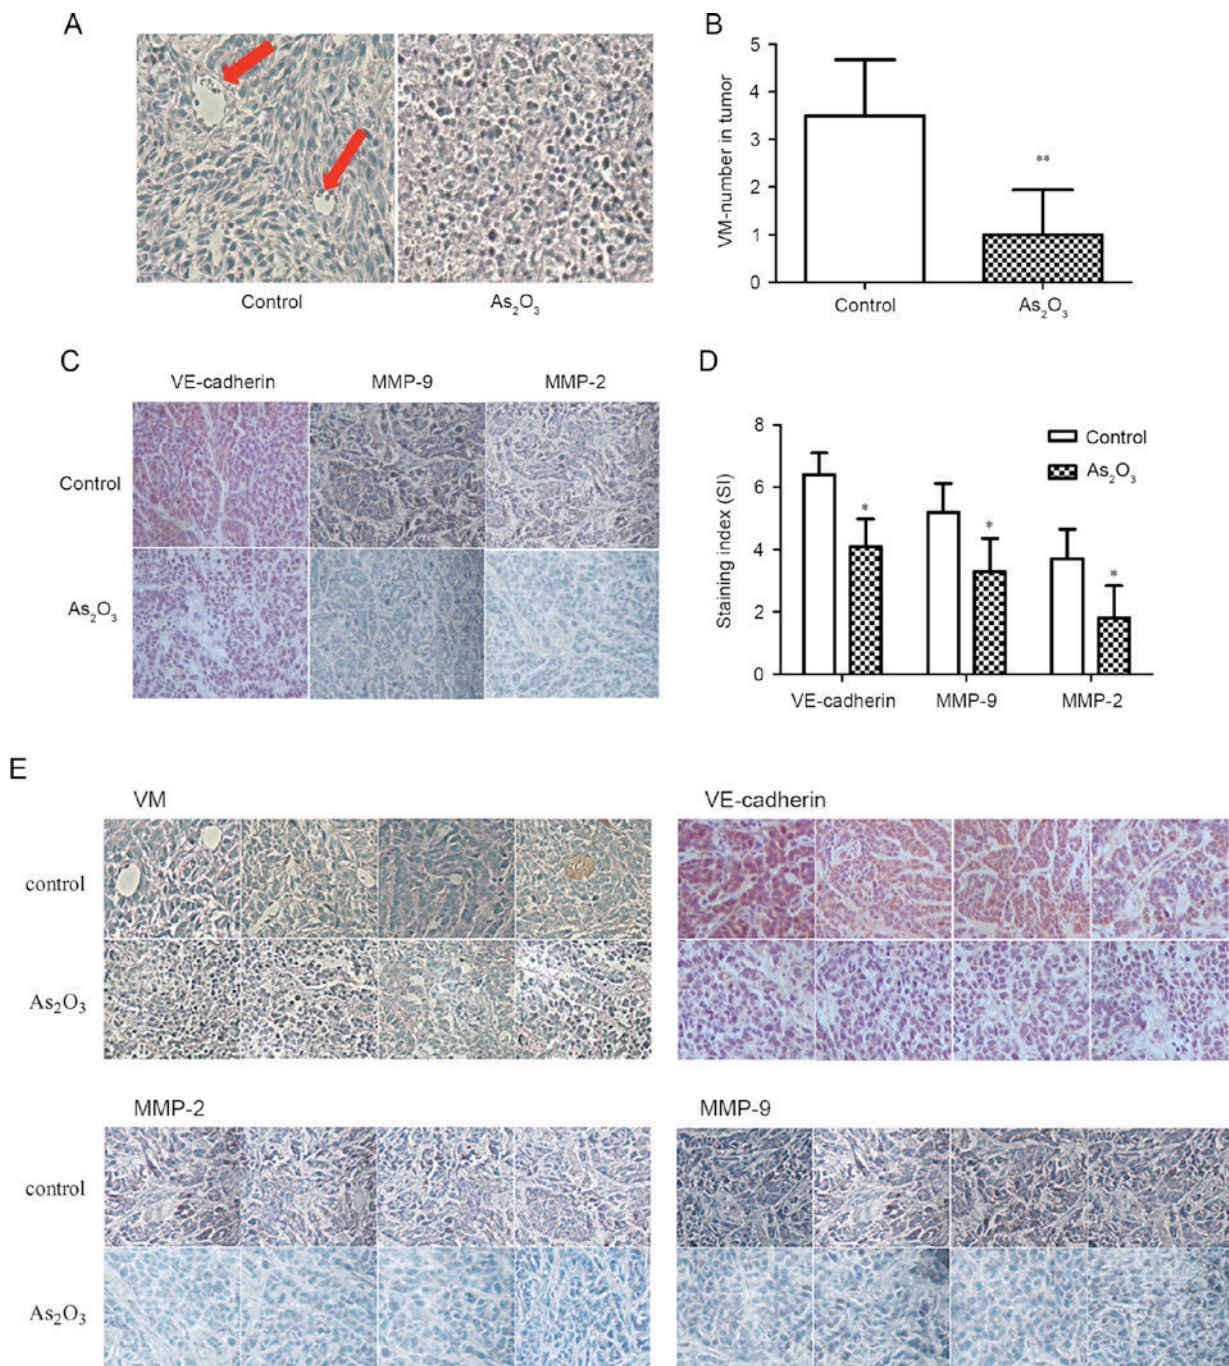 A
Control
As₂O₃
B
VM-number in tumor
5
4
3
2
1
0
**
Control
As₂O₃
C
VE-cadherin
MMP-9
MMP-2
Control
As₂O₃
D
Staining index (SI)
8
6
4
2
0
Control
As₂O₃
*
*
*
VE-cadherin
MMP-9
MMP-2
E
VM
control
As₂O₃
VE-cadherin
MMP-2
control
As₂O₃
MMP-9